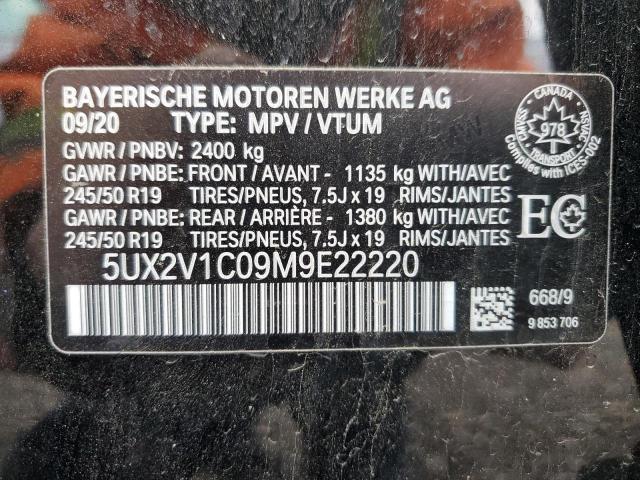 BAYERISCHE MOTOREN WERKE AG
09/20 TYPE: MPV / VTUM
GVWR / PNBV: 2400 kg
GAWR / PNBE: FRONT / AVANT - 1135 kg WITH/AVEC
245/50 R19 TIRES/PNEUS, 7.5J x 19 RIMS/JANTES
GAWR / PNBE: REAR / ARRIÈRE - 1380 kg WITH/AVEC
245/50 R19 TIRES/PNEUS, 7.5J x 19 RIMS/JANTES
5UX2V1C09M9E22220
CANADA
CMVSS
NSVAC
978
TRANSPORT
Complies with ICES-002
EC
668/9
9 853 706